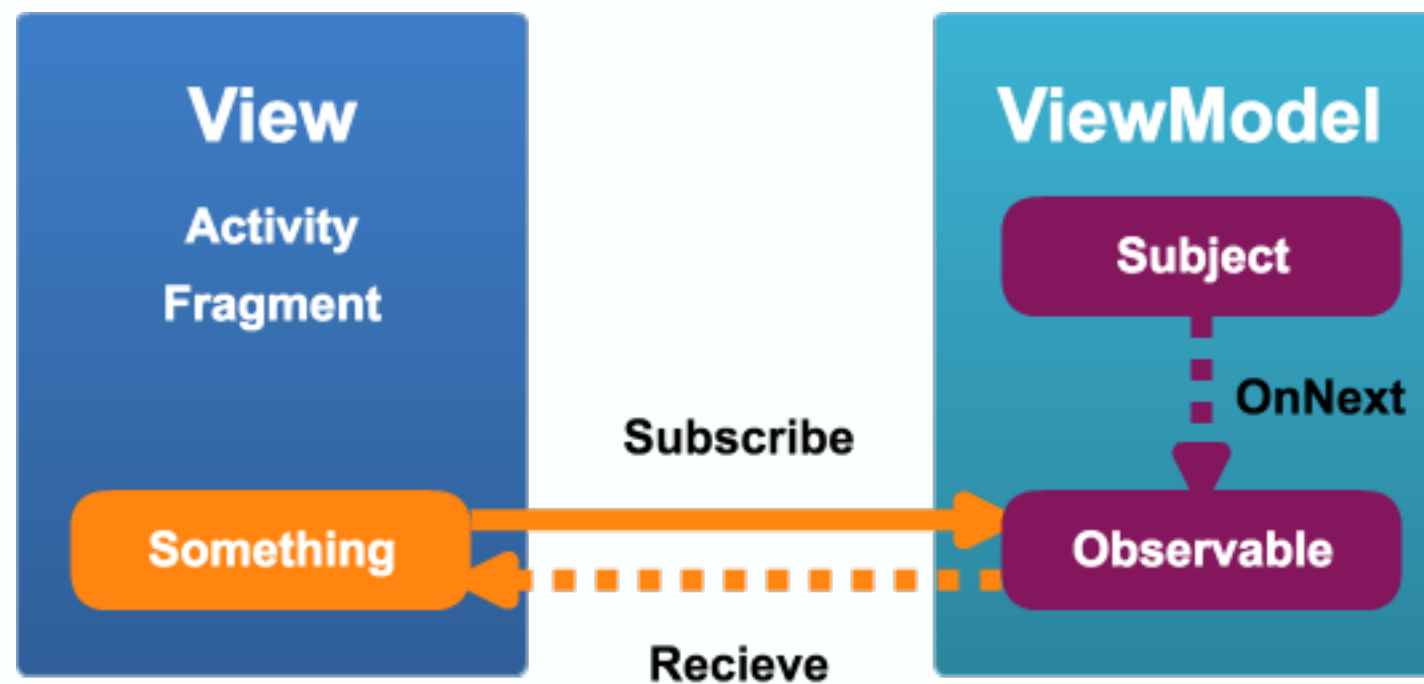 View
Activity
Fragment
Something
Subscribe
Recieve
ViewModel
Subject
OnNext
Observable